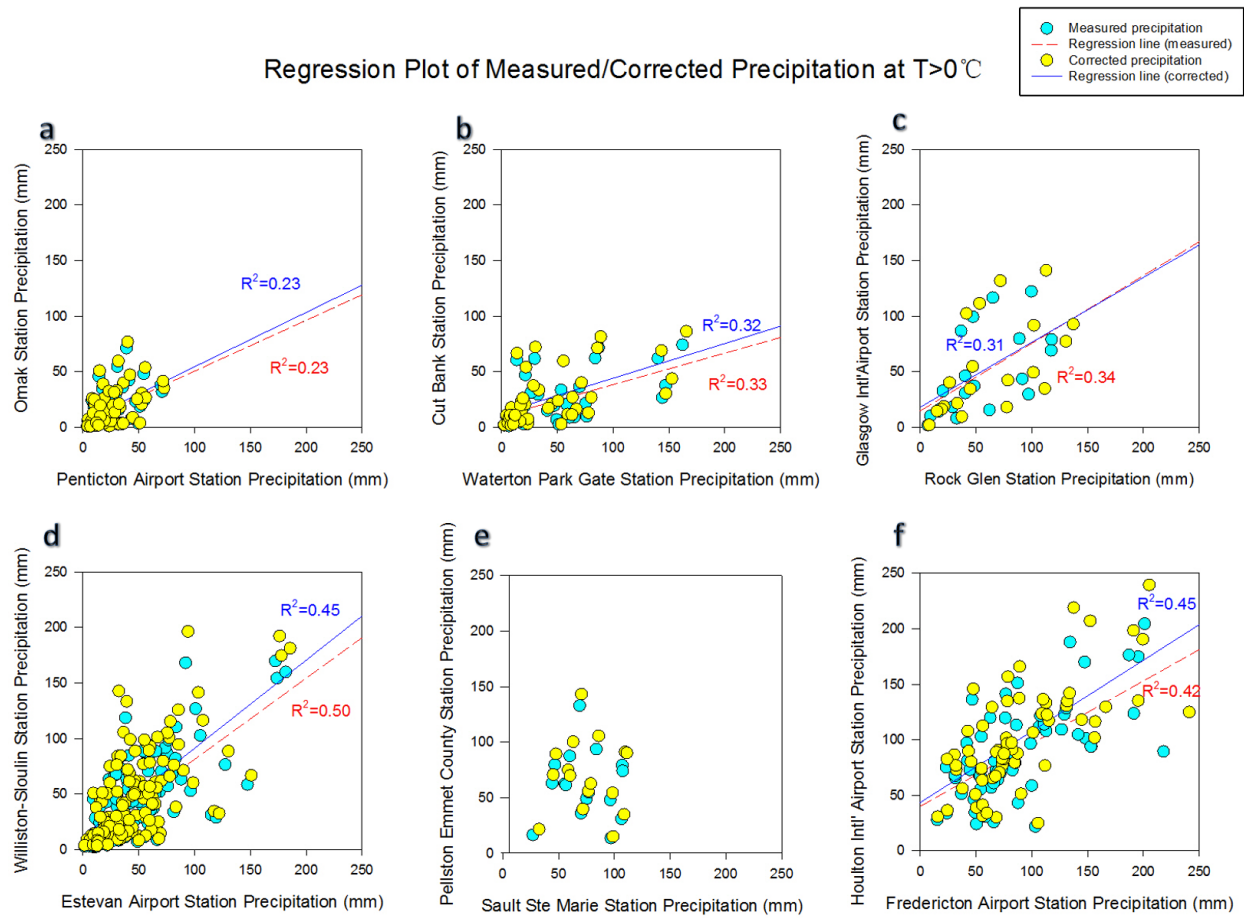 Measured precipitation
Regression line (measured)
Corrected precipitation
Regression line (corrected)
Regression Plot of Measured/Corrected Precipitation at T>0℃
a
Omak Station Precipitation (mm)
250
200
150
100
50
0
R²=0.23
R²=0.23
0 50 100 150 200 250
Penticton Airport Station Precipitation (mm)
b
Cut Bank Station Precipitation (mm)
250
200
150
100
50
0
R²=0.32
R²=0.33
0 50 100 150 200 250
Waterton Park Gate Station Precipitation (mm)
c
Glasgow Intl'Airport Station Precipitation (mm)
250
200
150
100
50
0
R²=0.31
R²=0.34
0 50 100 150 200 250
Rock Glen Station Precipitation (mm)
d
Williston-Sloulin Station Precipitation (mm)
250
200
150
100
50
0
R²=0.45
R²=0.50
0 50 100 150 200 250
Estevan Airport Station Precipitation (mm)
e
Pellston Emmet County Station Precipitation (mm)
250
200
150
100
50
0
0 50 100 150 200 250
Sault Ste Marie Station Precipitation (mm)
f
Houlton Intl' Airport Station Precipitation (mm)
250
200
150
100
50
0
R²=0.45
R²=0.42
0 50 100 150 200 250
Fredericton Airport Station Precipitation (mm)